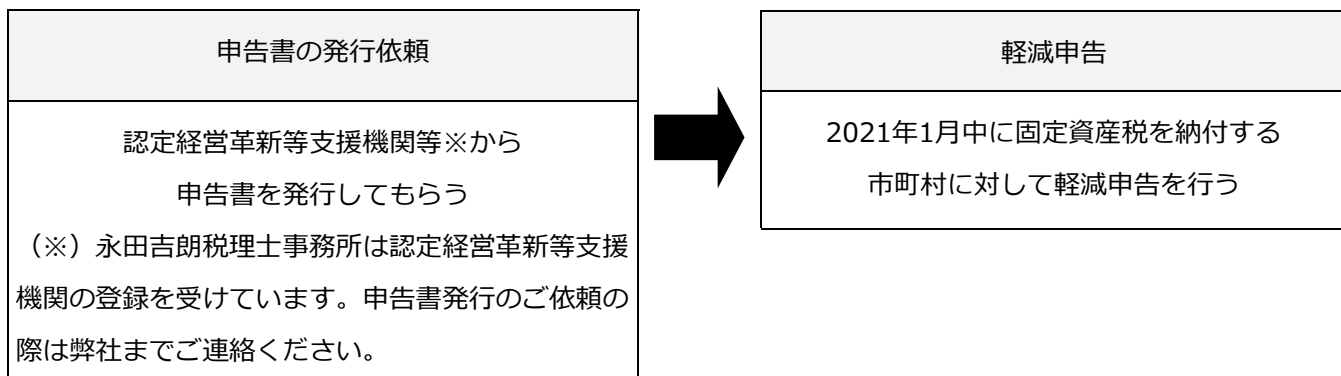 申告書の発行依頼
認定経営革新等支援機関等※から
申告書を発行してもらう
（※）永田吉朗税理士事務所は認定経営革新等支援
機関の登録を受けています。申告書発行のご依頼の
際は弊社までご連絡ください。
軽減申告
2021年1月中に固定資産税を納付する
市町村に対して軽減申告を行う